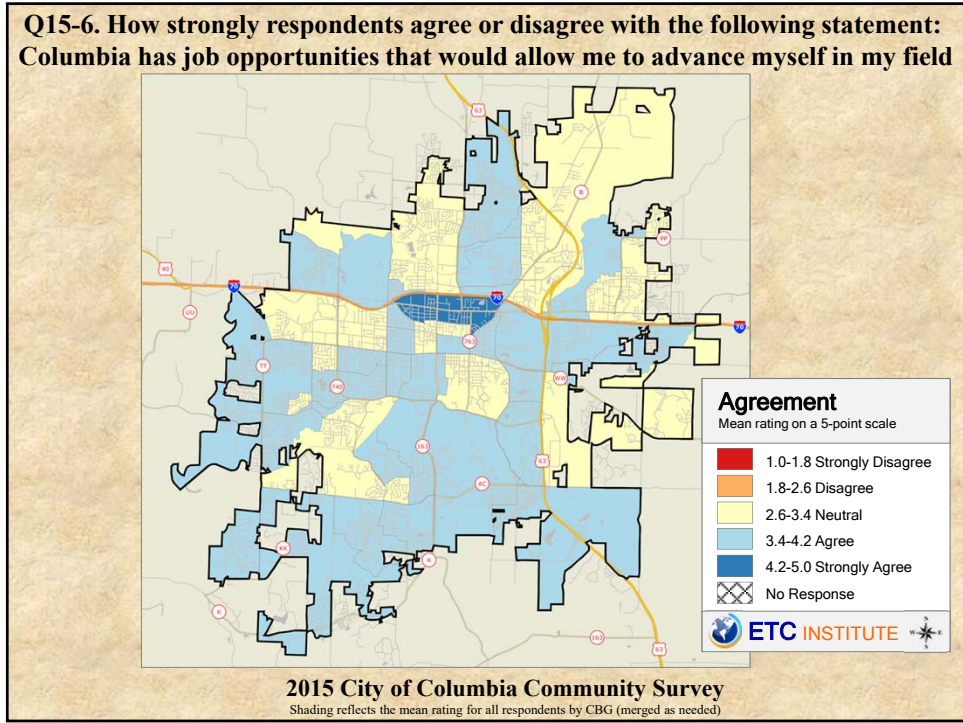 Q15-6. How strongly respondents agree or disagree with the following statement:
Columbia has job opportunities that would allow me to advance myself in my field
63
B
PP
40
70
70
UU
70
763
TT
740
WW
163
63
AC
KK
K
K
163
63
Agreement
Mean rating on a 5-point scale
1.0-1.8 Strongly Disagree
1.8-2.6 Disagree
2.6-3.4 Neutral
3.4-4.2 Agree
4.2-5.0 Strongly Agree
No Response
ETC INSTITUTE
N
W E
S
2015 City of Columbia Community Survey
Shading reflects the mean rating for all respondents by CBG (merged as needed)